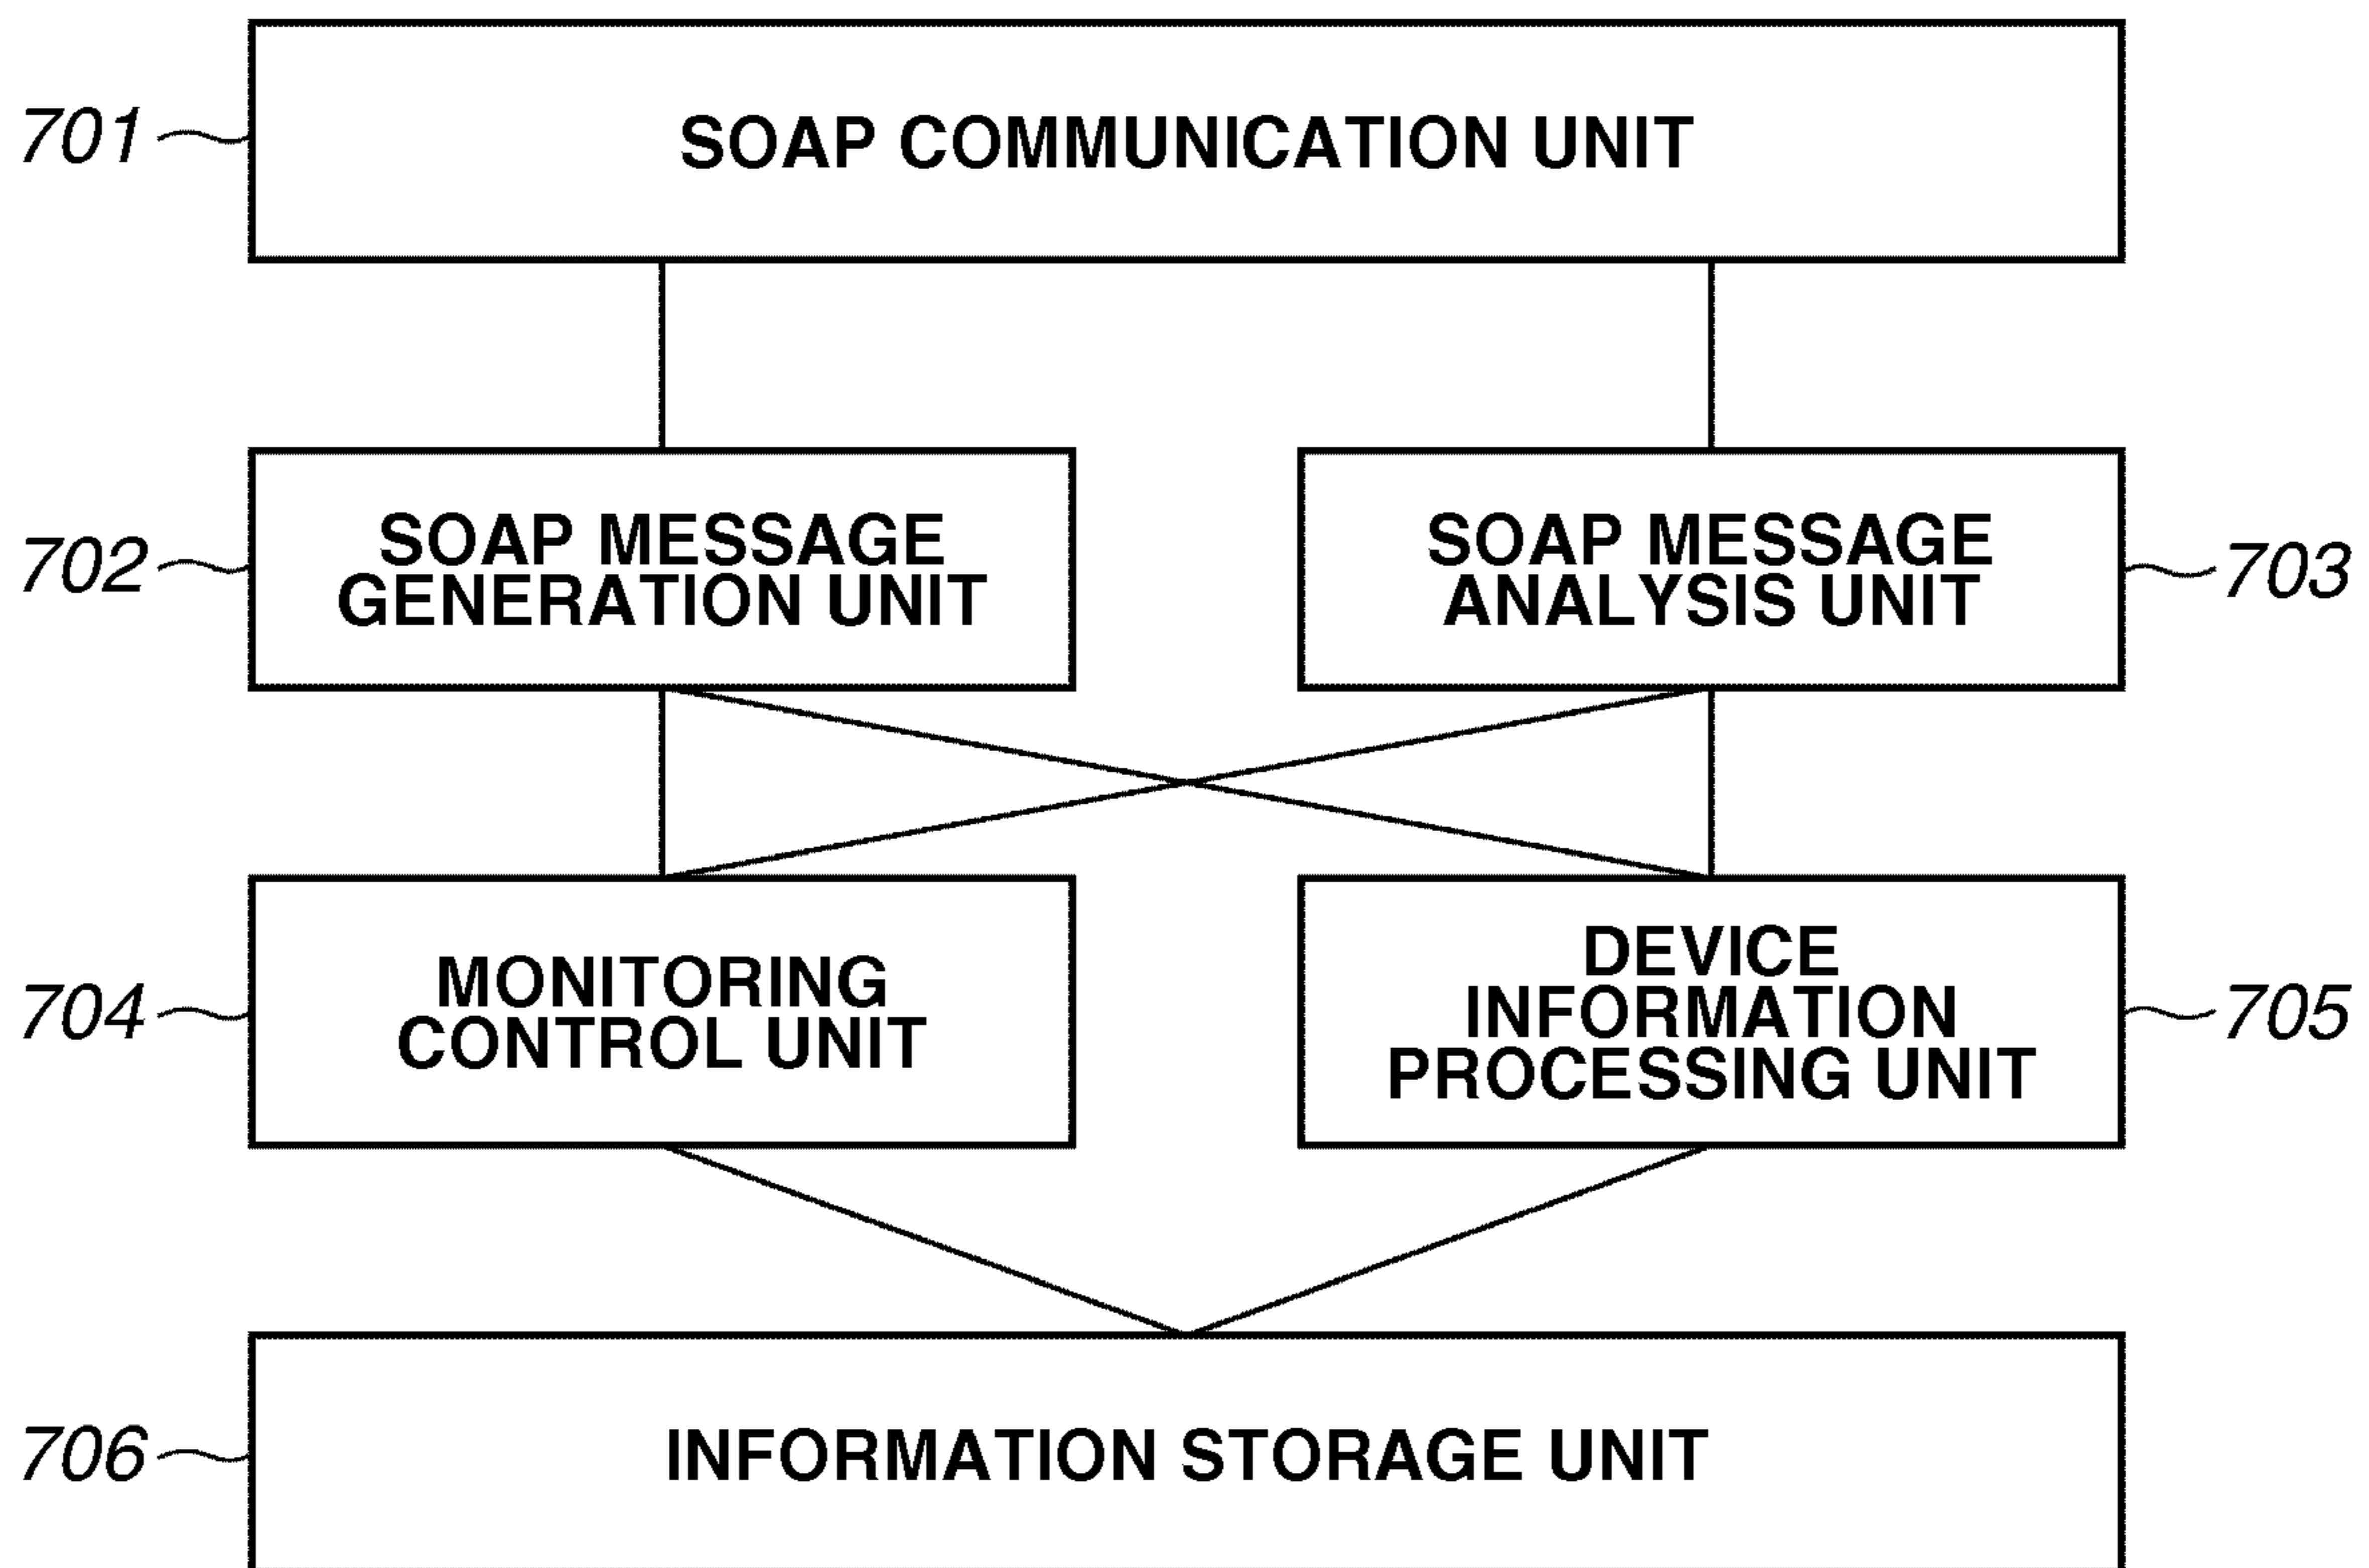 701
SOAP COMMUNICATION UNIT
702
SOAP MESSAGE
GENERATION UNIT
SOAP MESSAGE
ANALYSIS UNIT
703
704
MONITORING
CONTROL UNIT
DEVICE
INFORMATION
PROCESSING UNIT
705
706
INFORMATION STORAGE UNIT